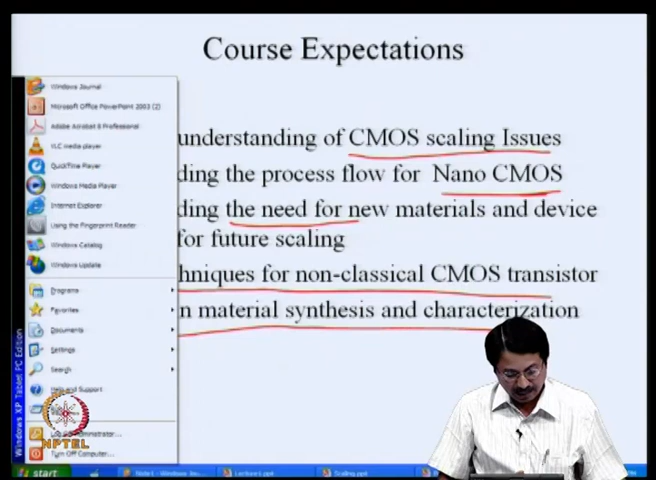 Course Expectations
Windows Journal
Microsoft Office PowerPoint 2003 (2)
Adobe Acrobat 8 Professional
VLC media player
QuickTime Player
Windows Media Player
Internet Explorer
Using the Fingerprint Reader
Windows Catalog
Windows Update
Programs
Favorites
Documents
Settings
Search
Help and Support
Turn Off Computer...
Windows XP Tablet PC Edition
understanding of CMOS scaling Issues
ding the process flow for Nano CMOS
ding the need for new materials and device
for future scaling
hniques for non-classical CMOS transistor
n material synthesis and characterization
NPTEL
start
Lecture1.ppt
Scaling.ppt